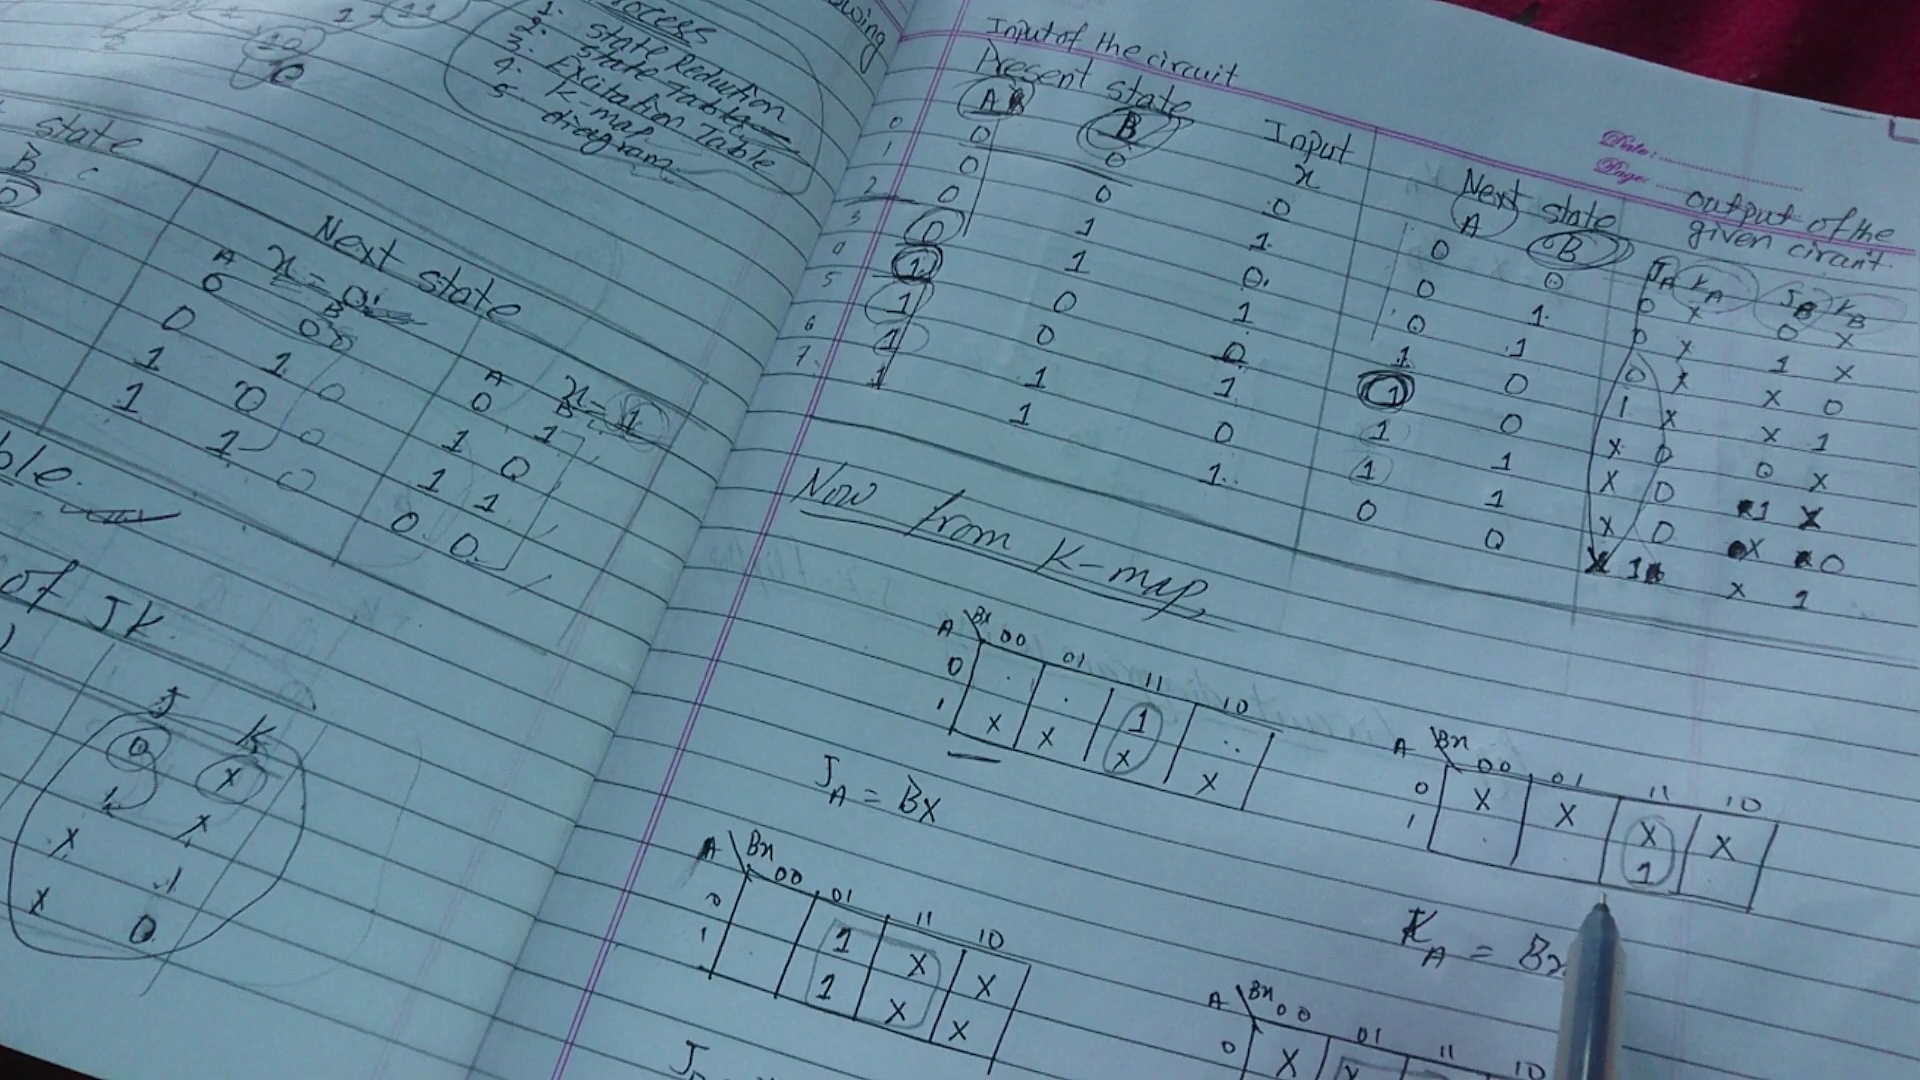 1. State Reduction
2. State Table
3. Excitation Table
4. K-map
5. diagram
state
B
Next state
A x = 0 B
A x = 1 B
0 0 0 1
0 1 1 0
1 0 1 1
1 1 0 0
of JK
J K
0 x
1 x
x 1
x 0
Input of the circuit
Present state Input Next state output of the
given circuit.
A B x A B JA KA JB KB
0 0 0 0 0 0 0 x 0 x
1 0 0 1 0 1 0 x 1 x
2 0 1 0 0 1 0 x x 0
3 0 1 1 1 0 1 x x 1
4 1 0 0 1 0 x 0 0 x
5 1 0 1 1 1 x 0 1 x
6 1 1 0 1 1 x 0 x 0
7. 1 1 1 0 0 x 1 x 1
Date:
Page:
Now from K-map,
A Bx 00 01 11 10
0 1
1 x x x x
JA = Bx
A Bx 00 01 11 10
0 x x x x
1 1
KA = Bx
A Bx 00 01 11 10
0 1 x x
1 1 x x
A Bx 00 01 11 10
0 x x